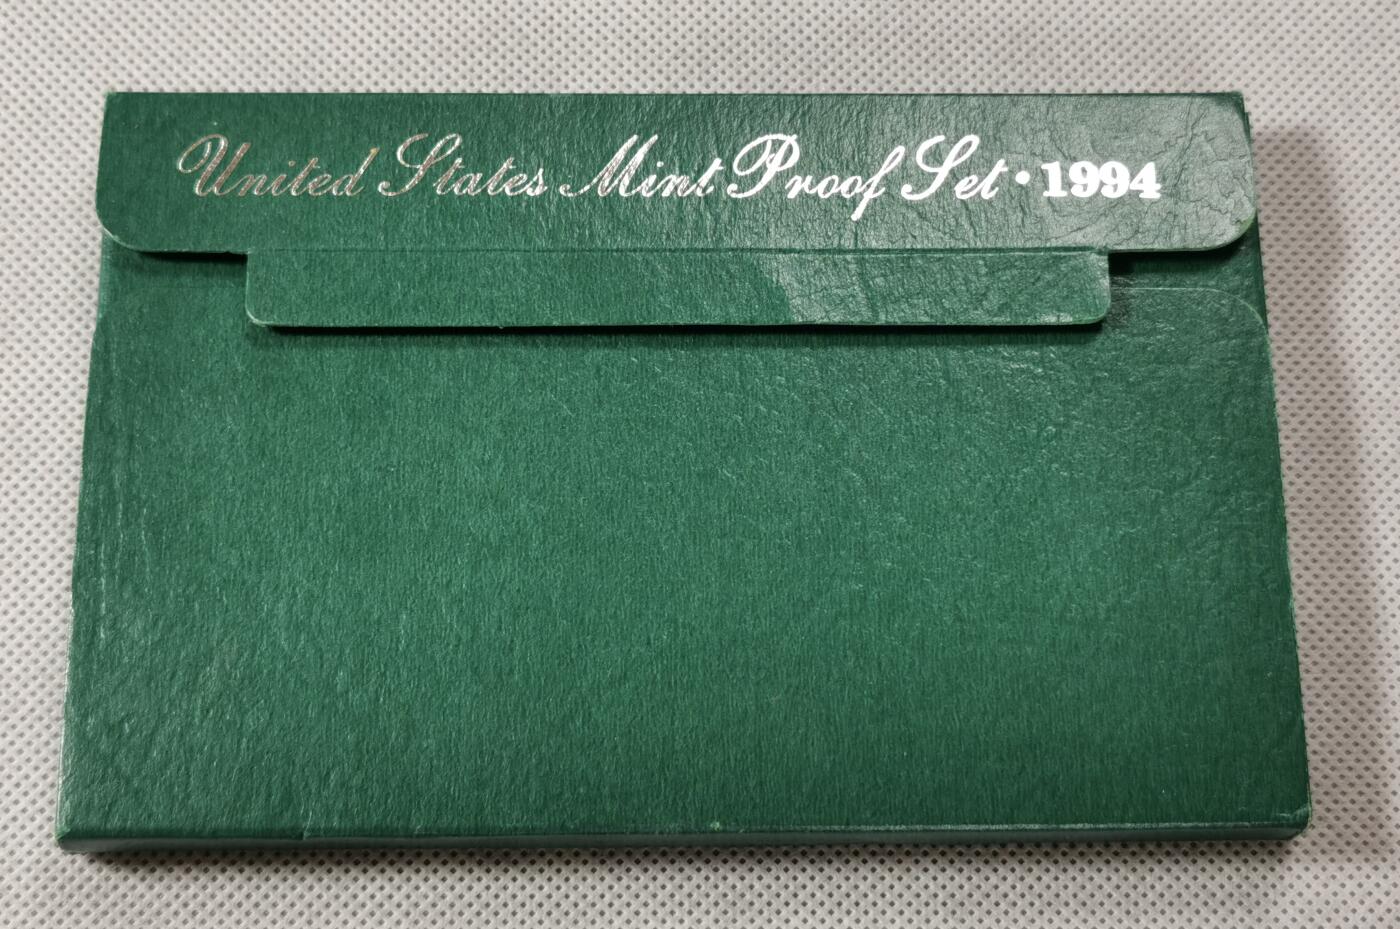 United States Mint Proof Set • 1994